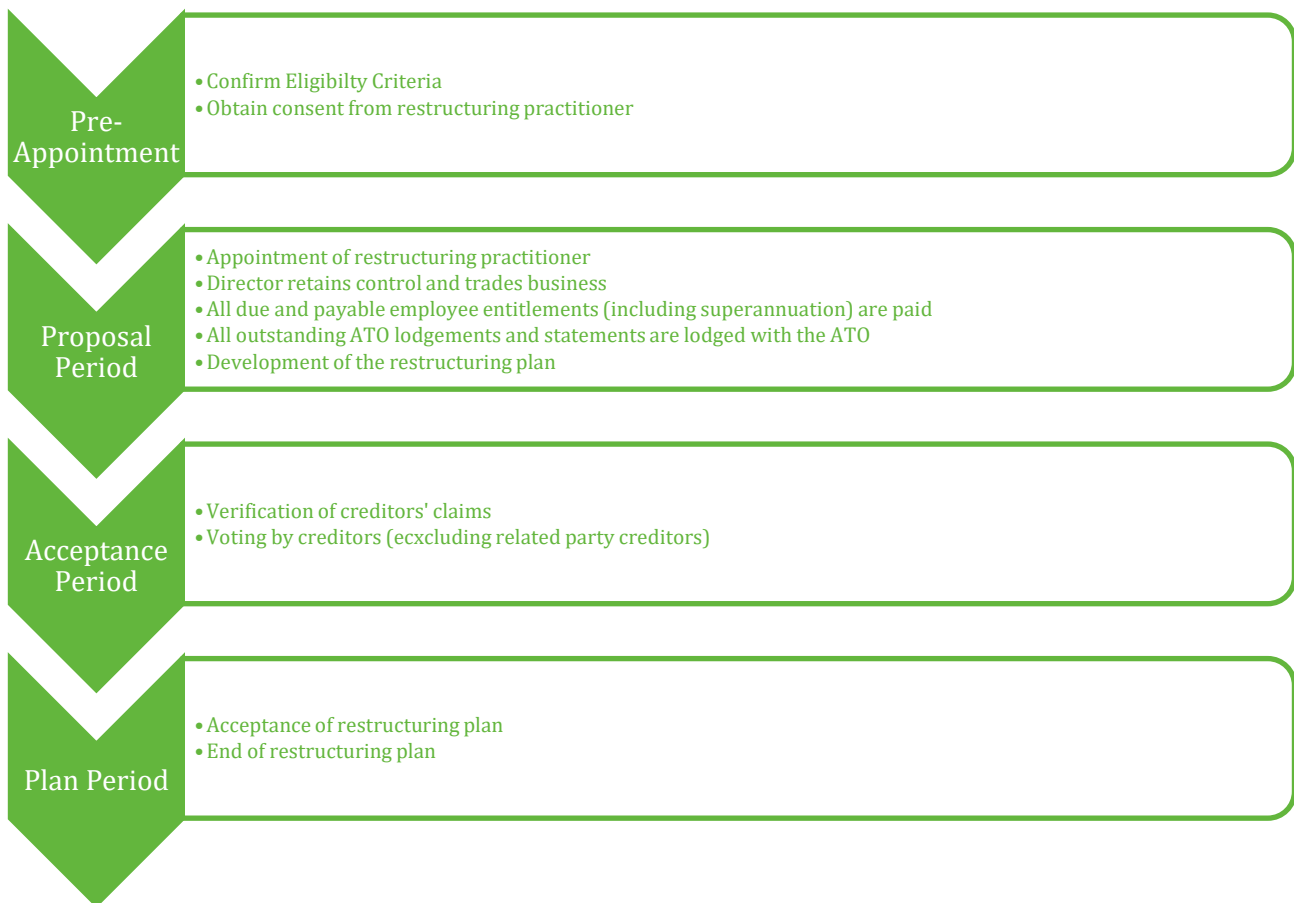 Pre-
Appointment
•Confirm Eligibilty Criteria
•Obtain consent from restructuring practitioner
Proposal
Period
•Appointment of restructuring practitioner
•Director retains control and trades business
•All due and payable employee entitlements (including superannuation) are paid
•All outstanding ATO lodgements and statements are lodged with the ATO
•Development of the restructuring plan
Acceptance
Period
•Verification of creditors' claims
•Voting by creditors (ecxcluding related party creditors)
Plan Period
•Acceptance of restructuring plan
•End of restructuring plan